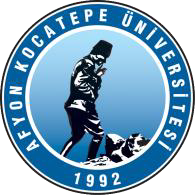 AFYON KOCATEPE ÜNİVERSİTESİ
1992